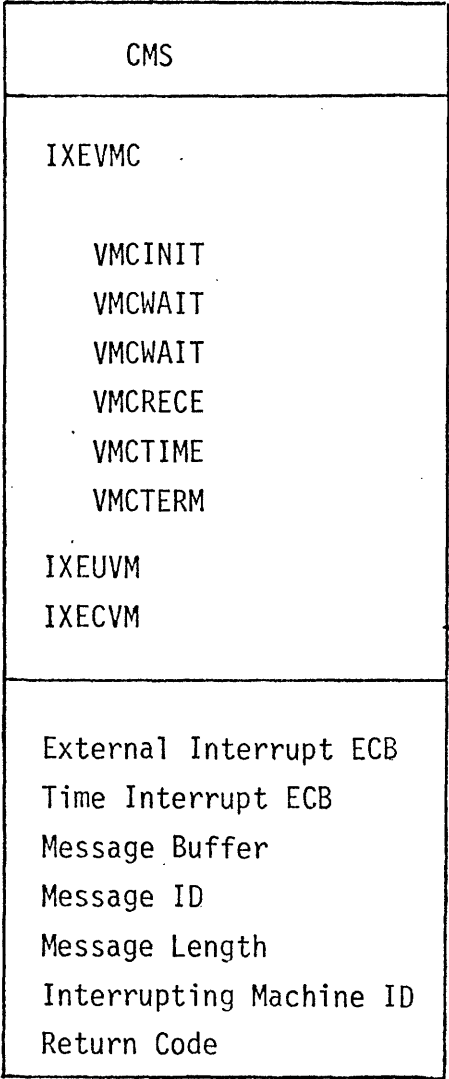 CMS
IXEVMC
VMCINIT
VMCWAIT
VMCWAIT
VMCRECE
VMCTIME
VMCTERM
IXEUVM
IXECVM
External Interrupt ECB
Time Interrupt ECB
Message Buffer
Message ID
Message Length
Interrupting Machine ID
Return Code